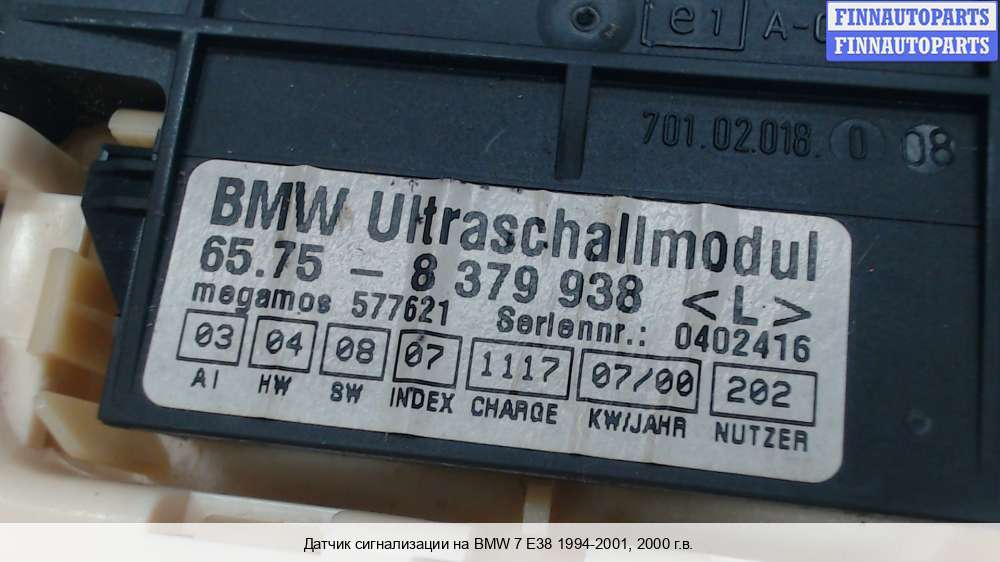 FINNAUTOPARTS
FINNAUTOPARTS
e1 A-0
701.02.018. 0 08
BMW Ultraschallmodul
65.75 - 8 379 938 <L>
megamos 577621 Seriennr.: 0402416
03 04 08 07 1117 07/00 202
AI HW SW INDEX CHARGE KW/JAHR NUTZER
Датчик сигнализации на BMW 7 E38 1994-2001, 2000 г.в.